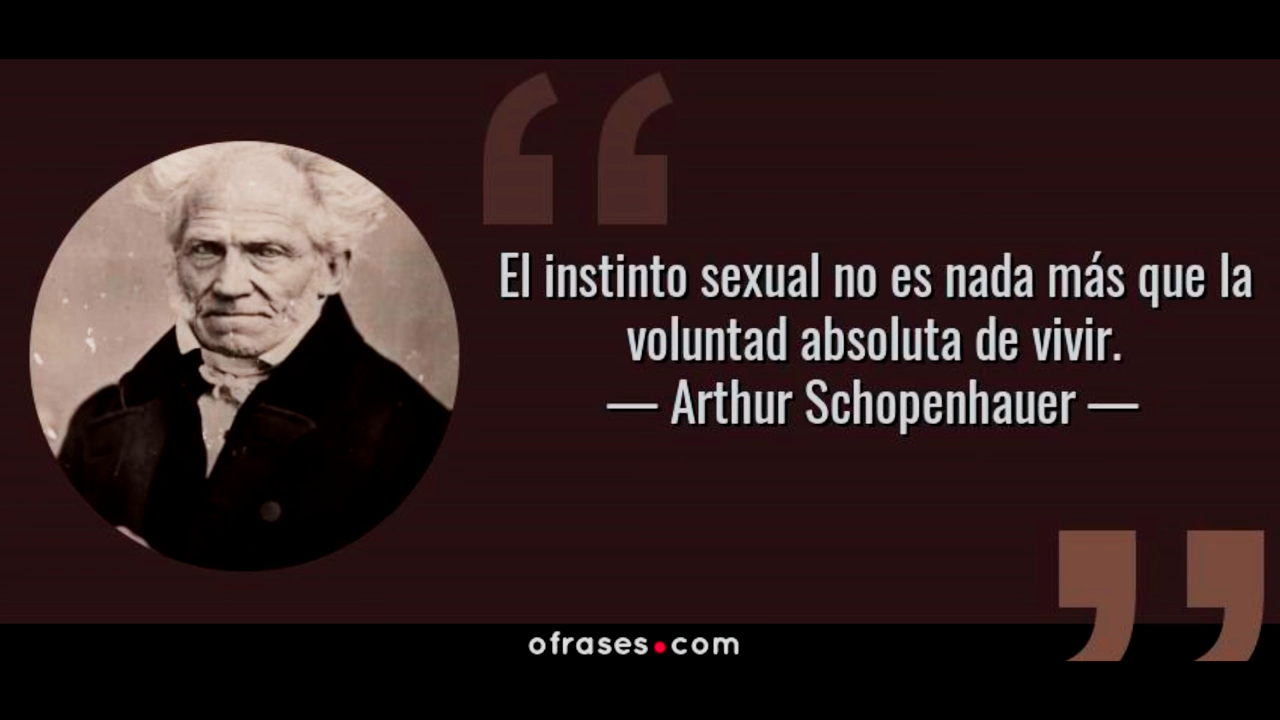 El instinto sexual no es nada más que la
voluntad absoluta de vivir.
— Arthur Schopenhauer —
ofrases.com